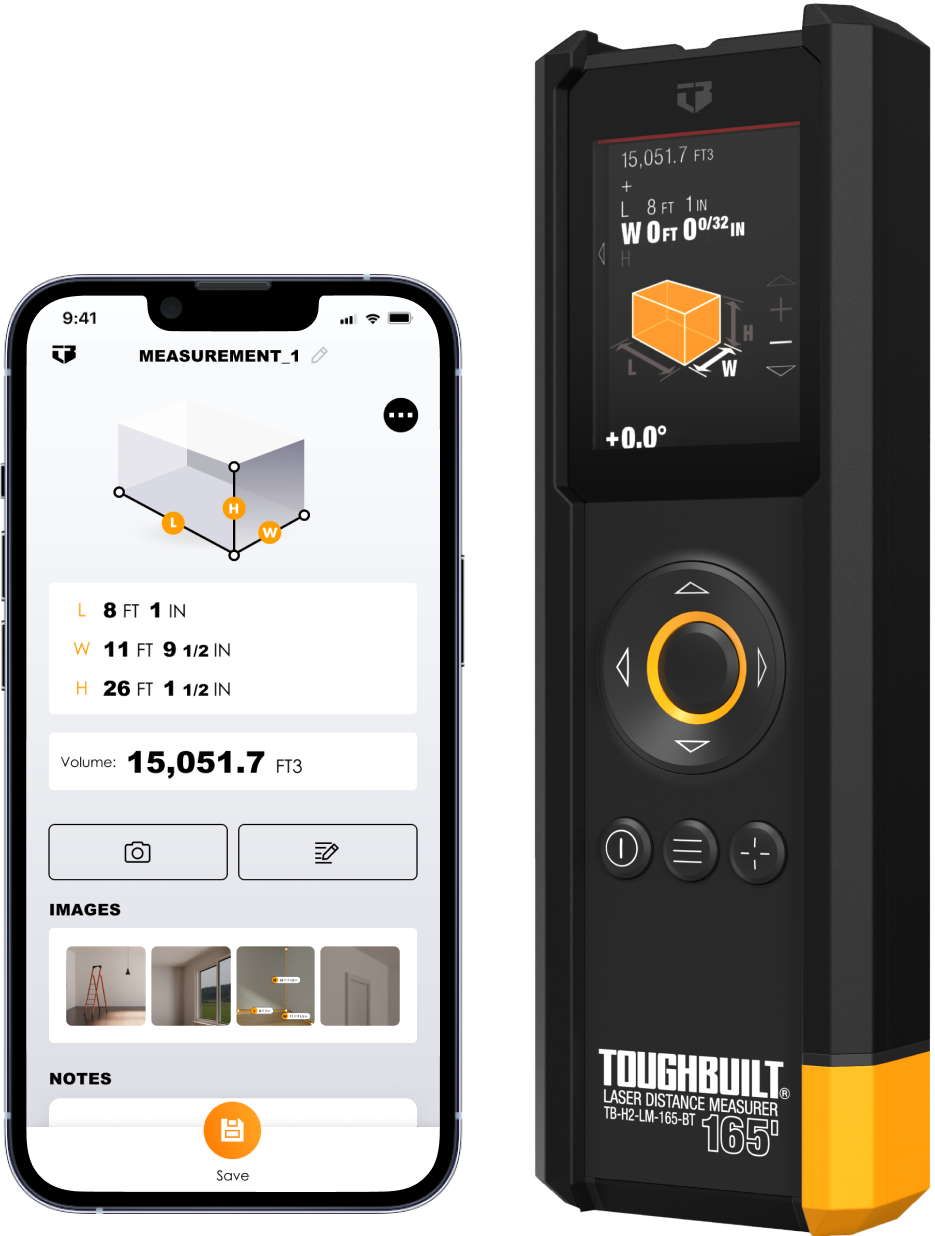 9:41
MEASUREMENT_1
L
H
W
L 8 FT 1 IN
W 11 FT 9 1/2 IN
H 26 FT 1 1/2 IN
Volume: 15,051.7 FT3
IMAGES
NOTES
Save
15,051.7 FT3
+
L 8 FT 1 IN
W 0 FT 0 0/32 IN
H
L
W
H
+0.0°
TOUGHBUILT®
LASER DISTANCE MEASURER
TB-H2-LM-165-BT
165'